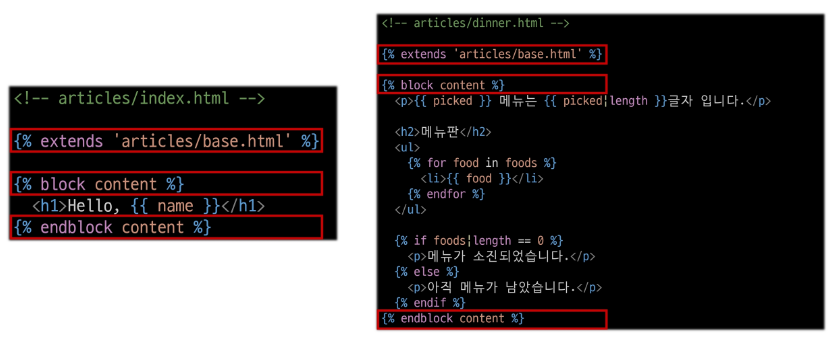 <!-- articles/index.html -->
{% extends 'articles/base.html' %}
{% block content %}
<h1>Hello, {{ name }}</h1>
{% endblock content %}
<!-- articles/dinner.html -->
{% extends 'articles/base.html' %}
{% block content %}
<p>{{ picked }} 메뉴는 {{ picked|length }}글자 입니다.</p>
<h2>메뉴판</h2>
<ul>
{% for food in foods %}
<li>{{ food }}</li>
{% endfor %}
</ul>
{% if foods|length == 0 %}
<p>메뉴가 소진되었습니다.</p>
{% else %}
<p>아직 메뉴가 남았습니다.</p>
{% endif %}
{% endblock content %}